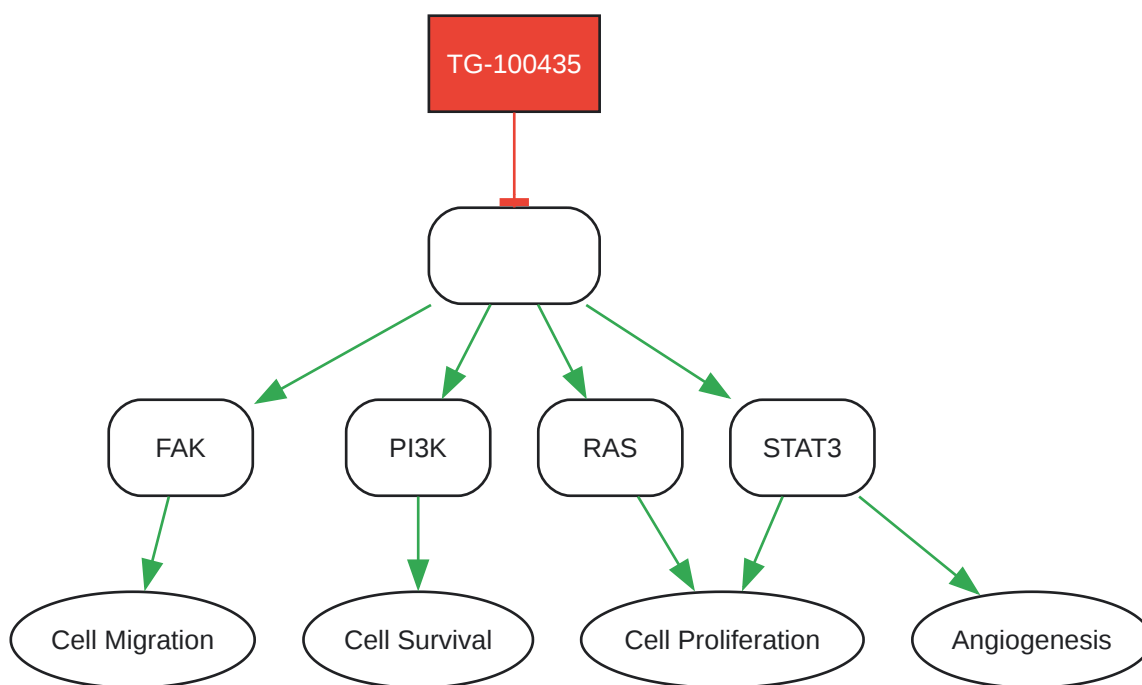 TG-100435
FAK
PI3K
RAS
STAT3
Cell Migration
Cell Survival
Cell Proliferation
Angiogenesis